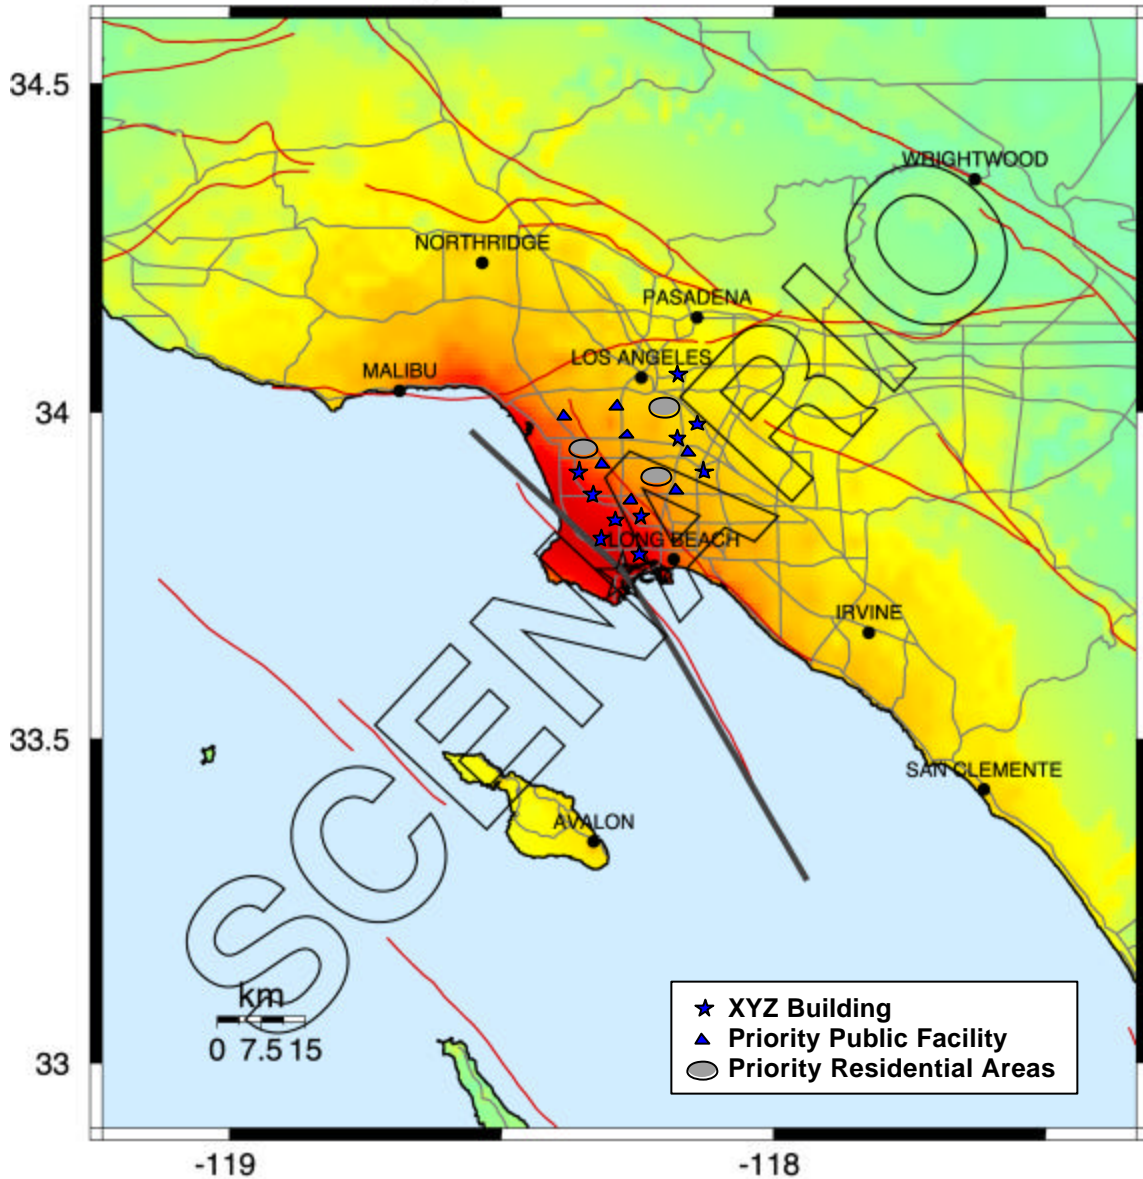 34.5
WRIGHTWOOD
NORTHRIDGE
PASADENA
LOS ANGELES
MALIBU
34
LONG BEACH
IRVINE
33.5
SAN CLEMENTE
AVALON
SCENARIO
km
0 7.5 15
33
XYZ Building
Priority Public Facility
Priority Residential Areas
-119
-118